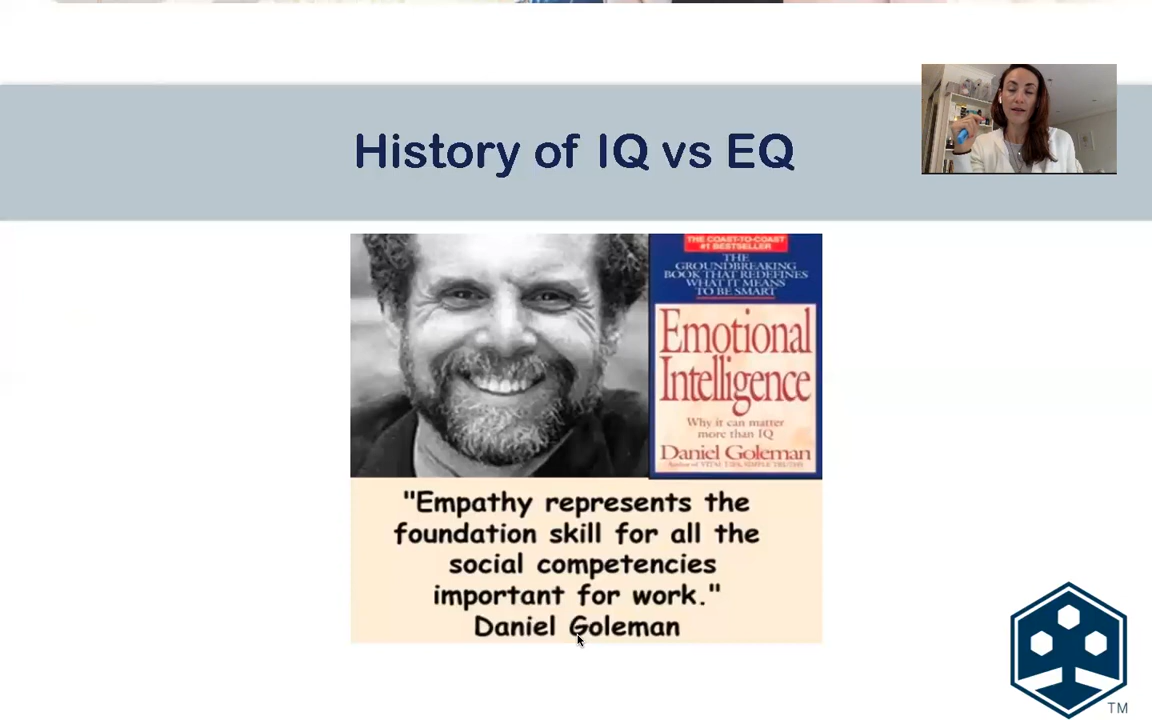 History of IQ vs EQ
THE COAST-TO-COAST
#1 BESTSELLER
THE
GROUNDBREAKING
BOOK THAT REDEFINES
WHAT IT MEANS
TO BE SMART
Emotional
Intelligence
Why it can matter
more than IQ
Daniel Goleman
"Empathy represents the
foundation skill for all the
social competencies
important for work."
Daniel Goleman
TM